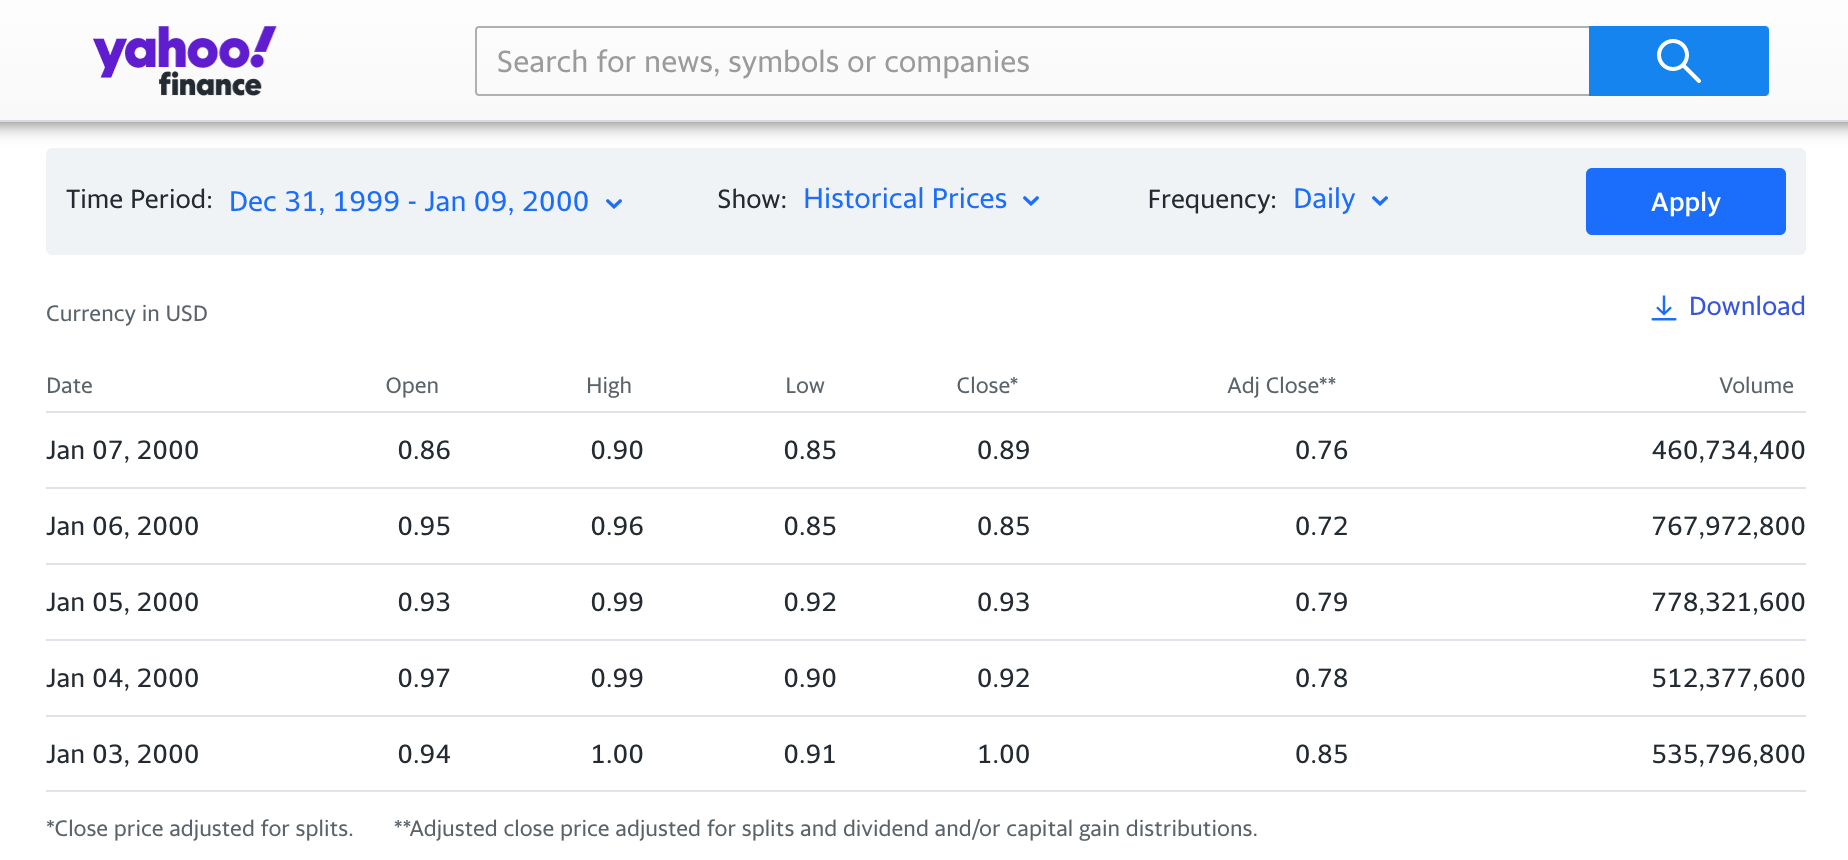 yahoo!
finance
Search for news, symbols or companies
Time Period: Dec 31, 1999 - Jan 09, 2000 Show: Historical Prices Frequency: Daily Apply
Currency in USD Download
Date Open High Low Close* Adj Close** Volume
Jan 07, 2000 0.86 0.90 0.85 0.89 0.76 460,734,400
Jan 06, 2000 0.95 0.96 0.85 0.85 0.72 767,972,800
Jan 05, 2000 0.93 0.99 0.92 0.93 0.79 778,321,600
Jan 04, 2000 0.97 0.99 0.90 0.92 0.78 512,377,600
Jan 03, 2000 0.94 1.00 0.91 1.00 0.85 535,796,800
*Close price adjusted for splits. **Adjusted close price adjusted for splits and dividend and/or capital gain distributions.